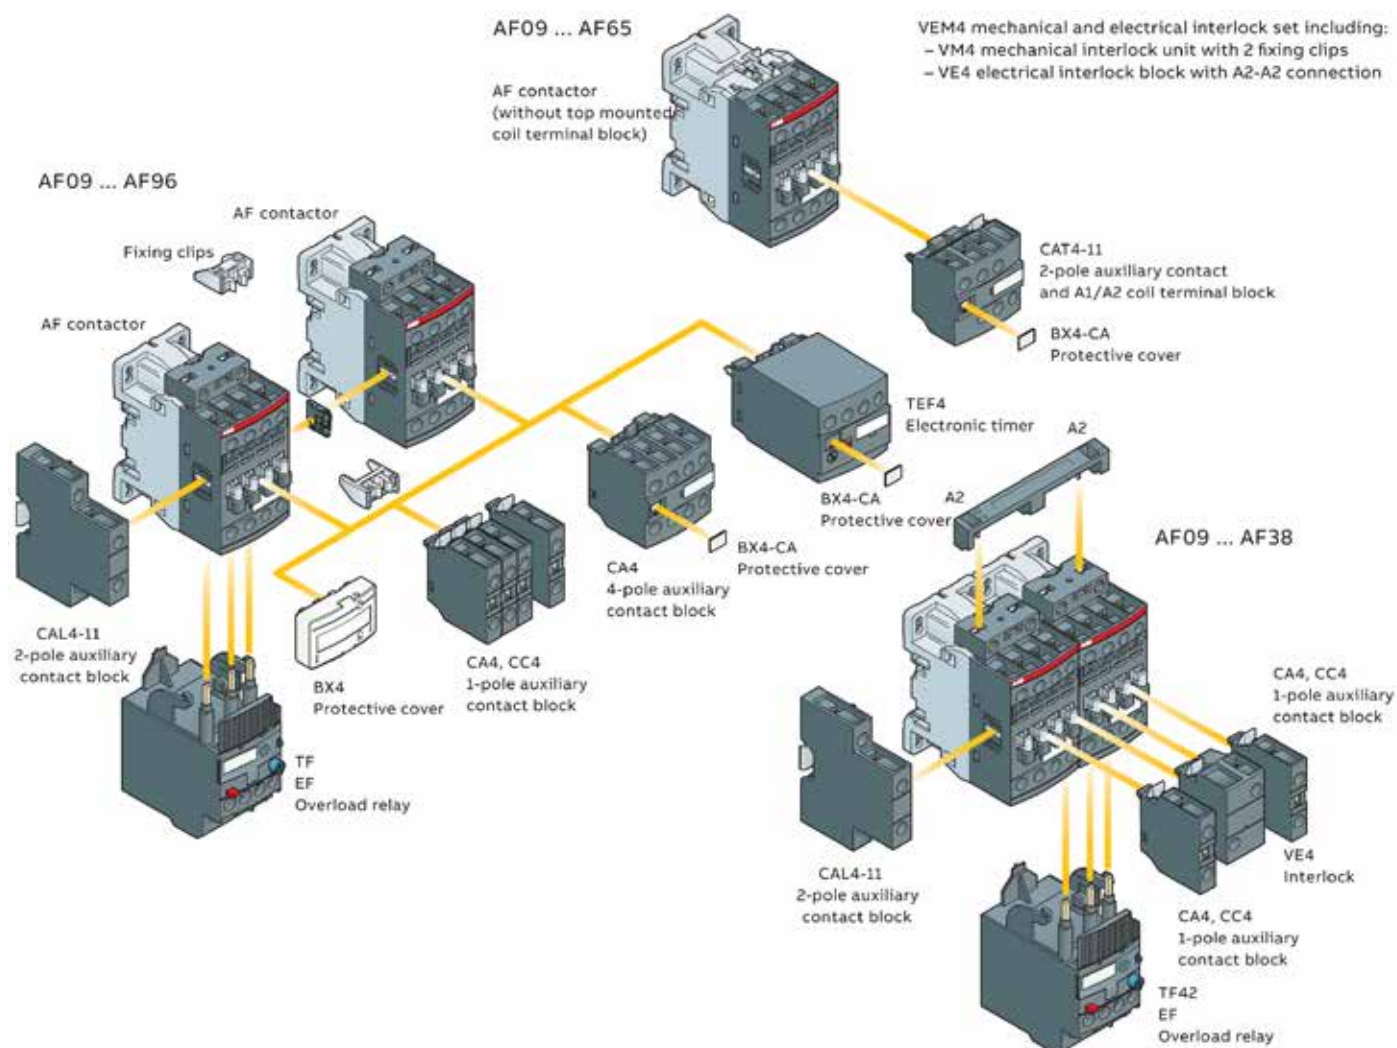 AF09 ... AF65
AF contactor
(without top mounted
coil terminal block)
VEM4 mechanical and electrical interlock set including:
– VM4 mechanical interlock unit with 2 fixing clips
– VE4 electrical interlock block with A2-A2 connection
AF09 ... AF96
AF contactor
Fixing clips
AF contactor
CAT4-11
2-pole auxiliary contact
and A1/A2 coil terminal block
BX4-CA
Protective cover
TEF4
Electronic timer
BX4-CA
Protective cover
A2
A2
AF09 ... AF38
BX4-CA
Protective cover
CA4
4-pole auxiliary
contact block
CAL4-11
2-pole auxiliary
contact block
CA4, CC4
1-pole auxiliary
contact block
BX4
Protective cover
TF
EF
Overload relay
CA4, CC4
1-pole auxiliary
contact block
VE4
Interlock
CAL4-11
2-pole auxiliary
contact block
CA4, CC4
1-pole auxiliary
contact block
TF42
EF
Overload relay